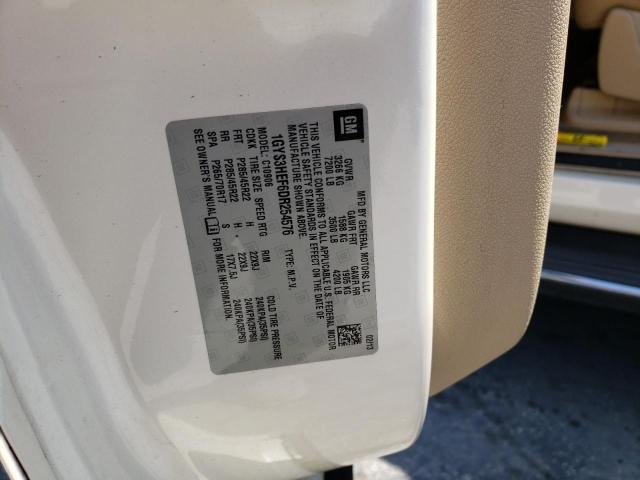 GM
MFD BY GENERAL MOTORS LLC
02/13
GVWR GAWR FRT GAWR RR
3266 KG 1588 KG 1905 KG
7200 LB 3500 LB 4200 LB
THIS VEHICLE CONFORMS TO ALL APPLICABLE U.S. FEDERAL MOTOR
VEHICLE SAFETY STANDARDS IN EFFECT ON THE DATE OF
MANUFACTURE SHOWN ABOVE.
1GYS3HEF6DR254576 TYPE: M.P.V.
MODEL: C10906
CDKX TIRE SIZE SPEED RTG RIM COLD TIRE PRESSURE
FRT P285/45R22 H 22X9J 240KPA(35PSI)
RR P285/45R22 H 22X9J 240KPA(35PSI)
SPA P265/70R17 S 17X7.5J 240KPA(35PSI)
SEE OWNER'S MANUAL FOR MORE INFORMATION.